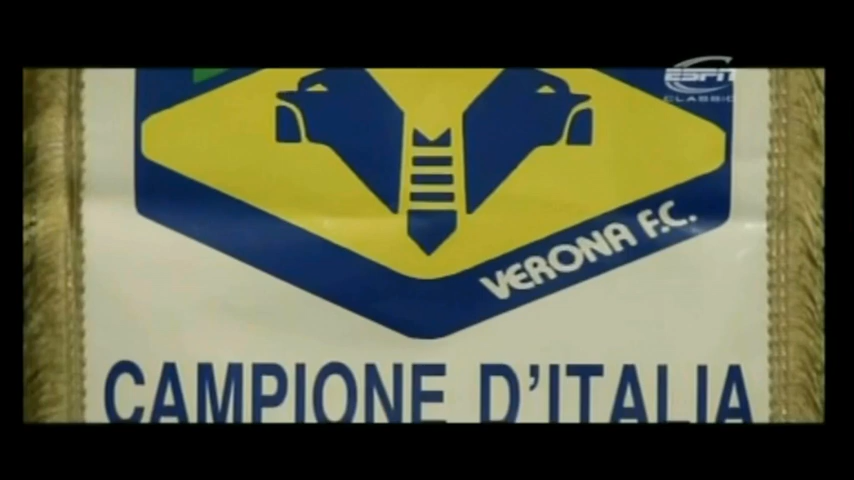 ESPN
CLASSIC
VERONA F.C.
CAMPIONE D'ITALIA